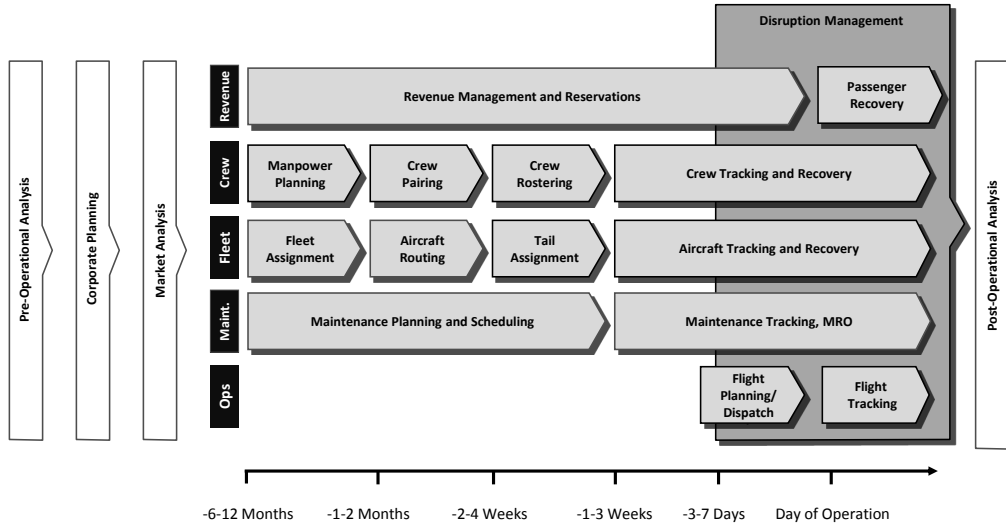 Disruption Management
Pre-Operational Analysis
Corporate Planning
Market Analysis
Revenue
Revenue Management and Reservations
Passenger
Recovery
Crew
Manpower
Planning
Crew
Pairing
Crew
Rostering
Crew Tracking and Recovery
Fleet
Fleet
Assignment
Aircraft
Routing
Tail
Assignment
Aircraft Tracking and Recovery
Maint.
Maintenance Planning and Scheduling
Maintenance Tracking, MRO
Ops
Flight
Planning/
Dispatch
Flight
Tracking
Post-Operational Analysis
-6-12 Months
-1-2 Months
-2-4 Weeks
-1-3 Weeks
-3-7 Days
Day of Operation